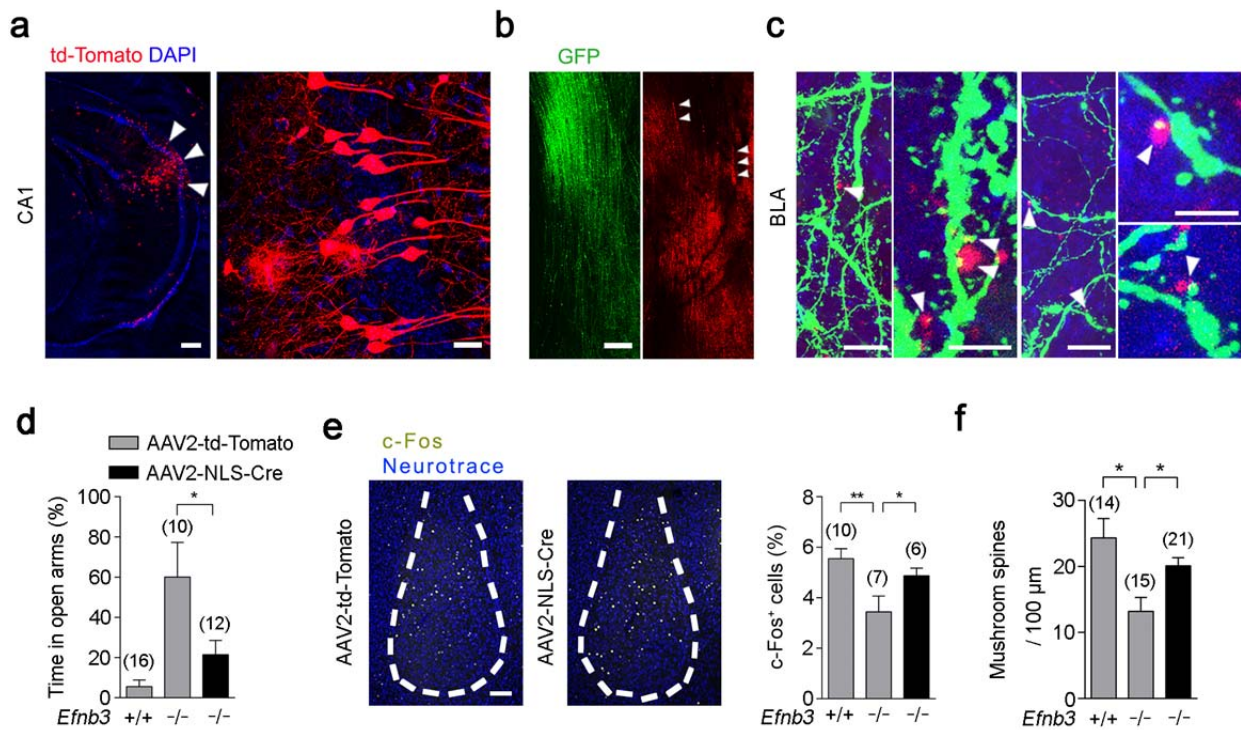 a
td-Tomato DAPI
CA1
b
GFP
c
BLA
d
AAV2-td-Tomato
AAV2-NLS-Cre
Time in open arms (%)
100
80
60
40
20
0
(16)
(10)
(12)
*
Efnb3 +/+ −/− −/−
e
c-Fos
Neurotrace
AAV2-td-Tomato
AAV2-NLS-Cre
c-Fos⁺ cells (%)
8
6
4
2
0
(10)
(7)
(6)
** *
Efnb3 +/+ −/− −/−
f
Mushroom spines
/ 100 µm
30
20
10
0
(14)
(15)
(21)
* *
Efnb3 +/+ −/− −/−